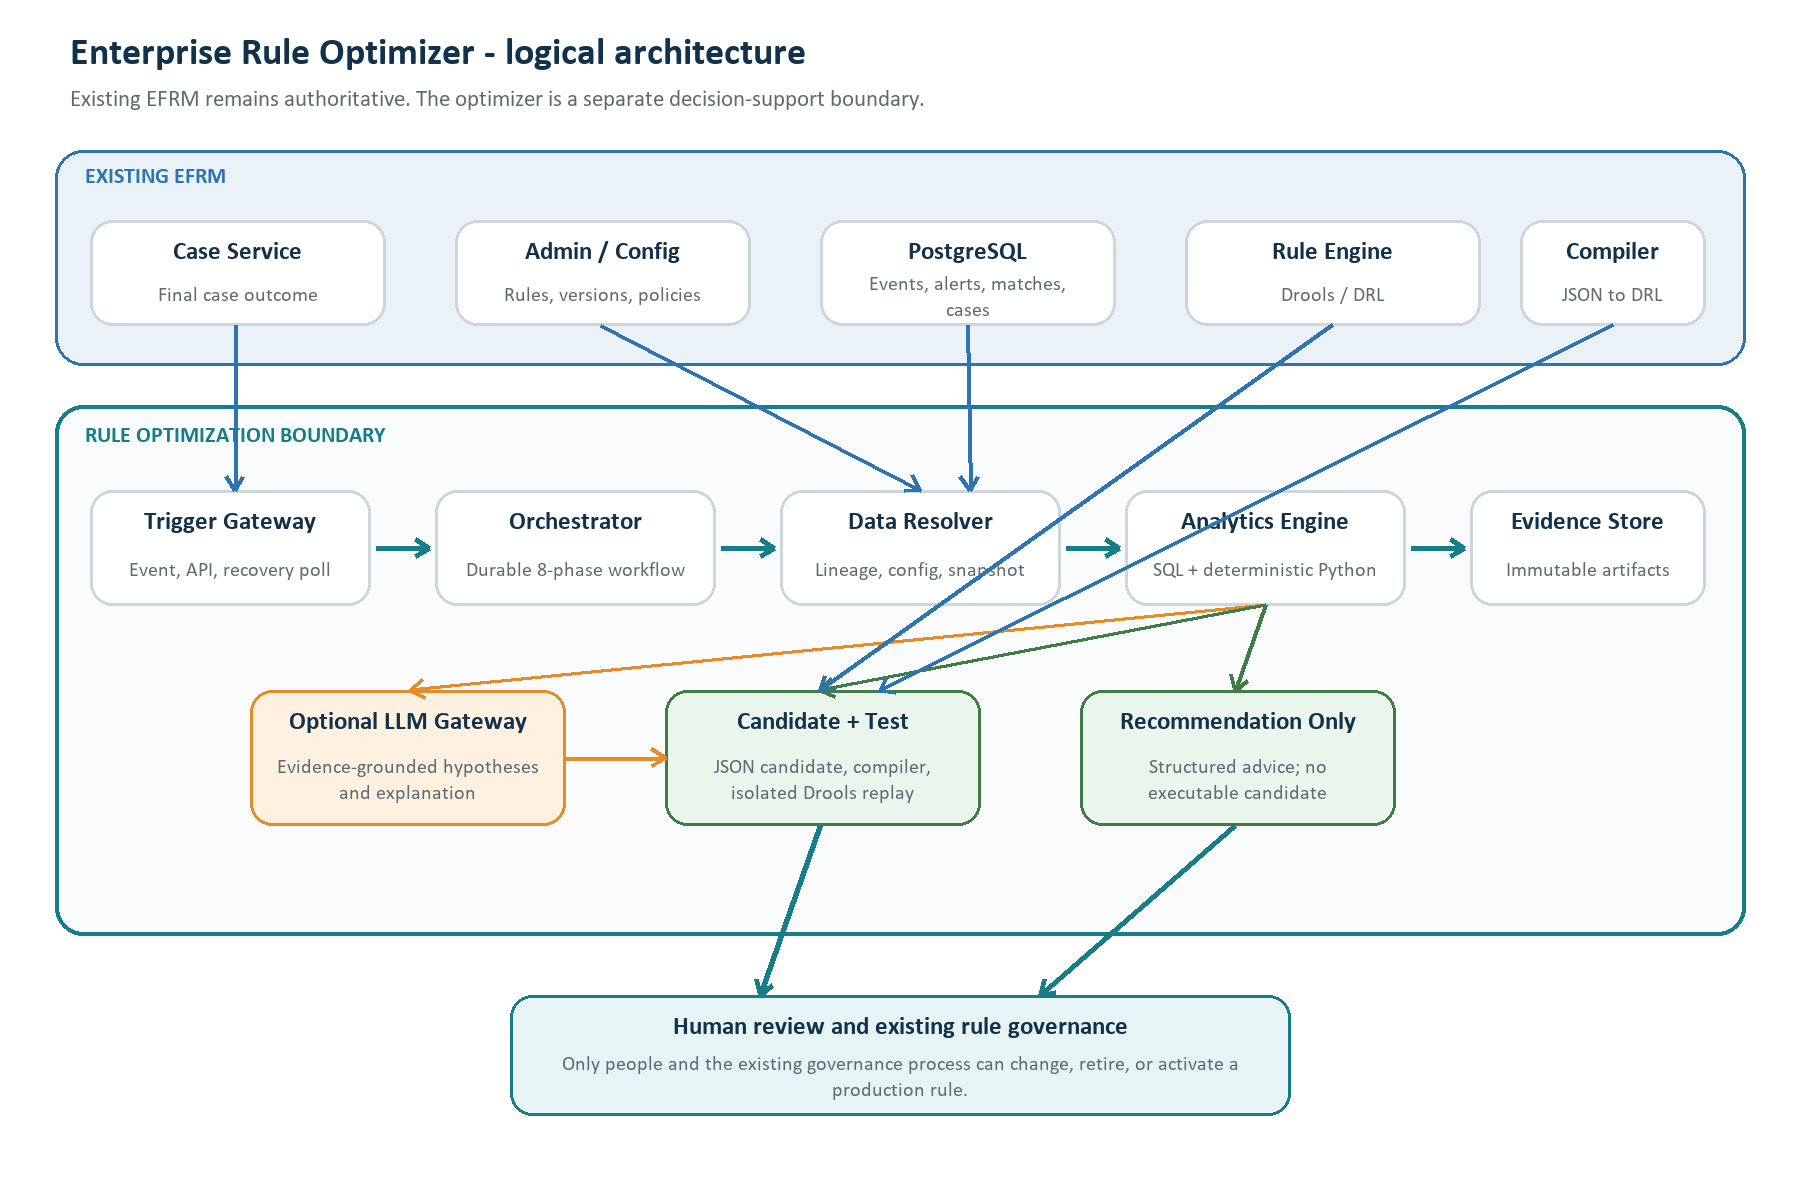 Enterprise Rule Optimizer - logical architecture
Existing EFRM remains authoritative. The optimizer is a separate decision-support boundary.
EXISTING EFRM
Case Service
Final case outcome
Admin / Config
Rules, versions, policies
PostgreSQL
Events, alerts, matches,
cases
Rule Engine
Drools / DRL
Compiler
JSON to DRL
RULE OPTIMIZATION BOUNDARY
Trigger Gateway
Event, API, recovery poll
Orchestrator
Durable 8-phase workflow
Data Resolver
Lineage, config, snapshot
Analytics Engine
SQL + deterministic Python
Evidence Store
Immutable artifacts
Optional LLM Gateway
Evidence-grounded hypotheses
and explanation
Candidate + Test
JSON candidate, compiler,
isolated Drools replay
Recommendation Only
Structured advice; no
executable candidate
Human review and existing rule governance
Only people and the existing governance process can change, retire, or activate a
production rule.